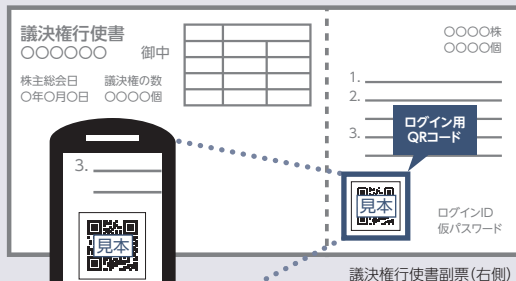 議決権行使書
○○○○○○　御中
株主総会日　議決権の数
○年○月○日　○○○○個
○○○○株
○○○○個
1.
2.
3.
ログイン用
QRコード
見本
ログインID
仮パスワード
3.
見本
議決権行使書副票(右側)